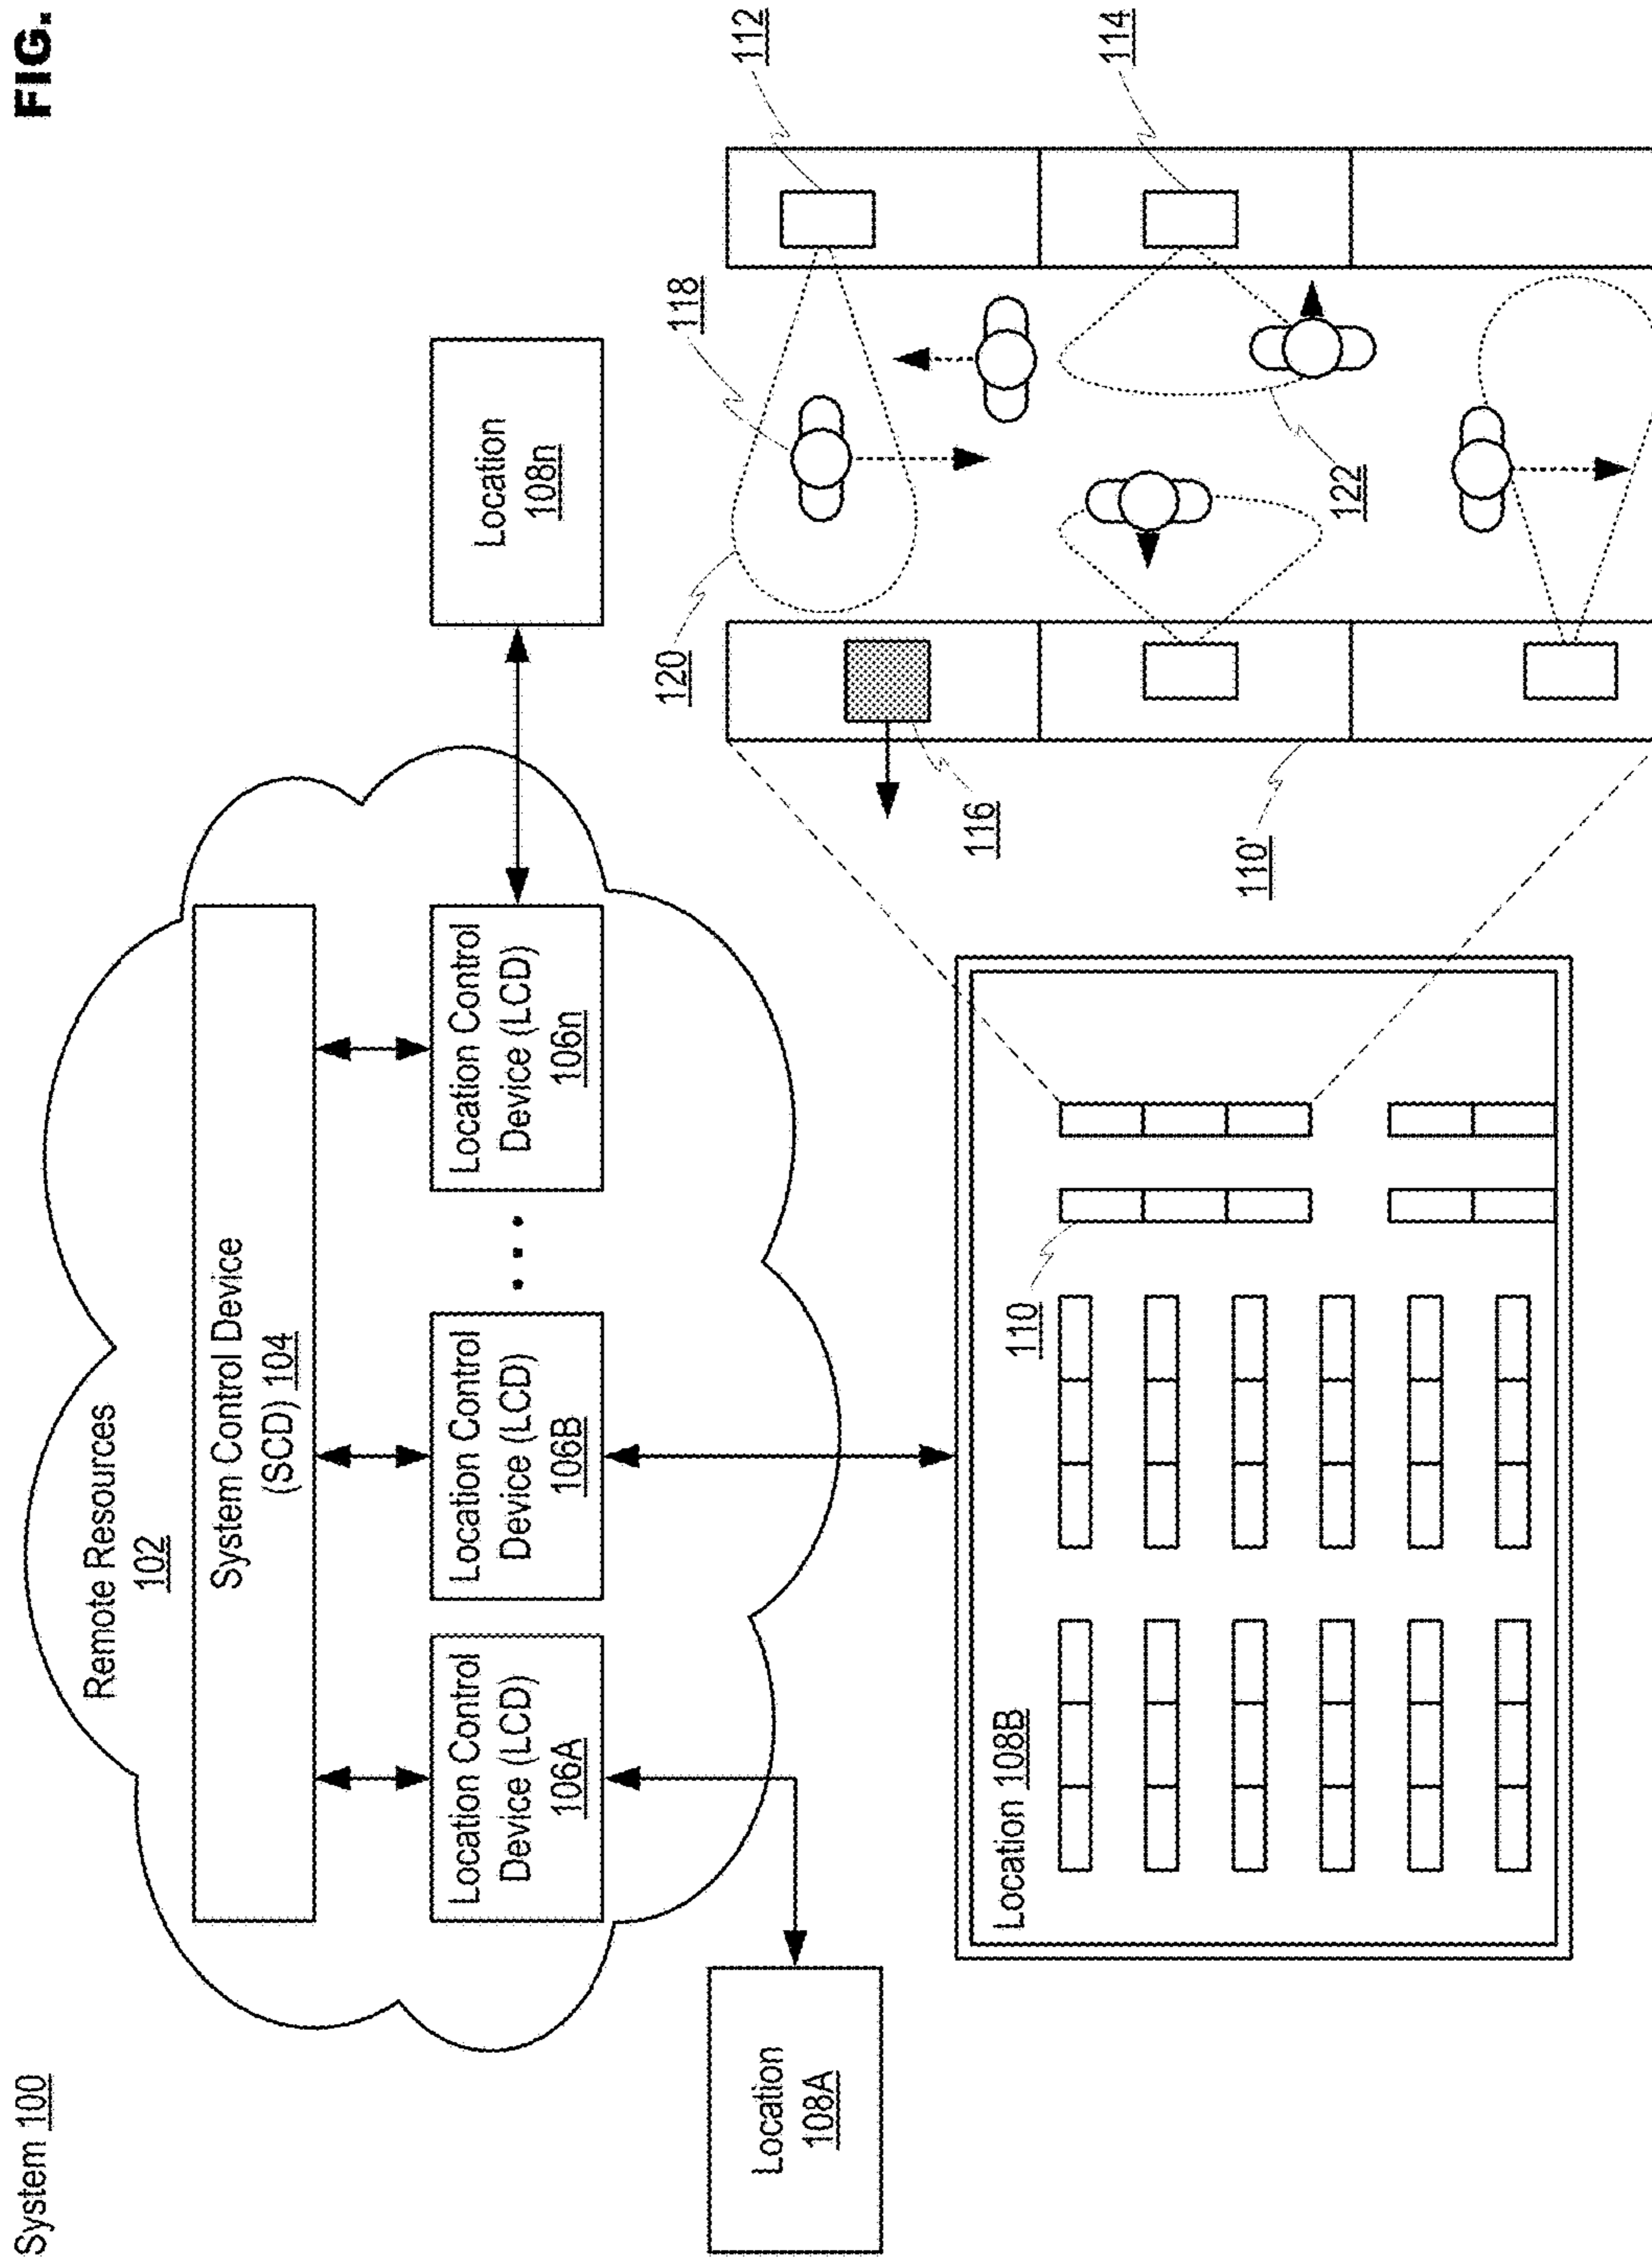 System 100
FIG.
Remote Resources
102
System Control Device
(SCD) 104
Location Control
Device (LCD)
106A
Location Control
Device (LCD)
106B
. . .
Location Control
Device (LCD)
106n
Location
108n
Location
108A
Location 108B
110
110'
116
120
118
112
114
122